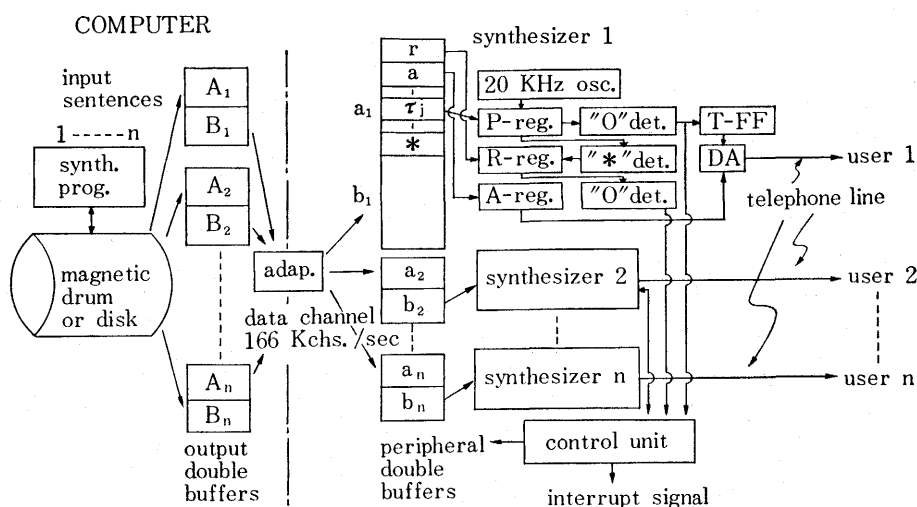 COMPUTER
input
sentences
1-----n
synth.
prog.
magnetic
drum
or disk
A₁
B₁
A₂
B₂
Aₙ
Bₙ
output
double
buffers
adap.
data channel
166 Kchs./sec
a₁
b₁
r
a
τⱼ
*
synthesizer 1
20 KHz osc.
P-reg.
"O"det.
T-FF
R-reg.
"*"det.
DA
A-reg.
"O"det.
user 1
telephone line
a₂
b₂
synthesizer 2
user 2
aₙ
bₙ
synthesizer n
user n
peripheral
double
buffers
control unit
interrupt signal